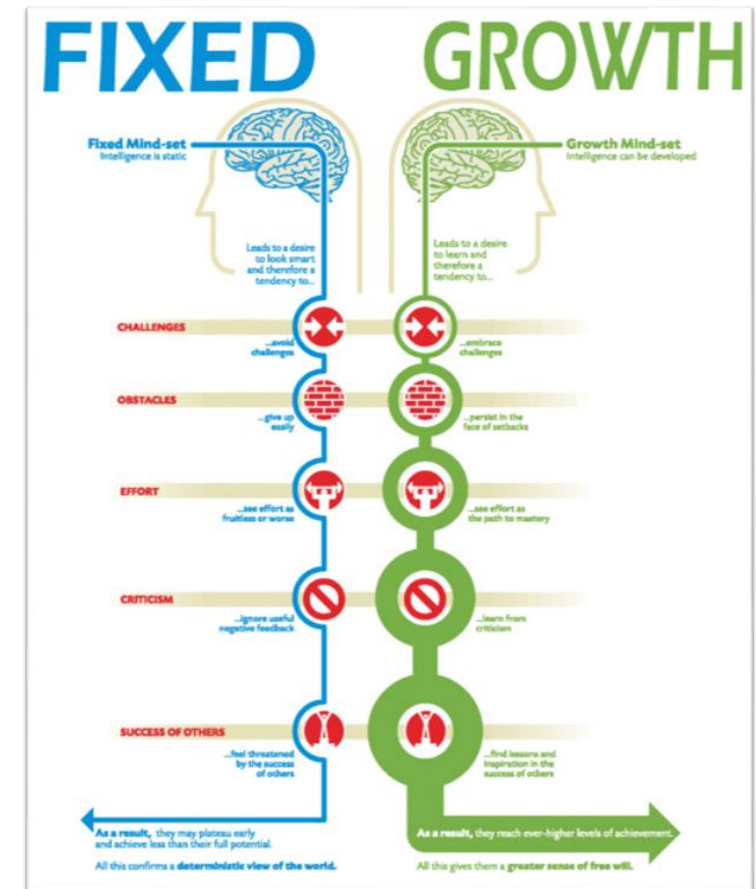 FIXED
GROWTH
Fixed Mind-set
Intelligence is static
Growth Mind-set
Intelligence can be developed
Leads to a desire
to look smart
and therefore a
tendency to...
Leads to a desire
to learn and
therefore a
tendency to...
CHALLENGES
...avoid
challenges
...embrace
challenges
OBSTACLES
...give up
easily
...persist in the
face of setbacks
EFFORT
...see effort as
fruitless or worse
...see effort as
the path to mastery
CRITICISM
...ignore useful
negative feedback
...learn from
criticism
SUCCESS OF OTHERS
...feel threatened
by the success
of others
...find lessons and
inspiration in the
success of others
As a result, they may plateau early
and achieve less than their full potential.
All this confirms a deterministic view of the world.
As a result, they reach ever-higher levels of achievement.
All this gives them a greater sense of free will.